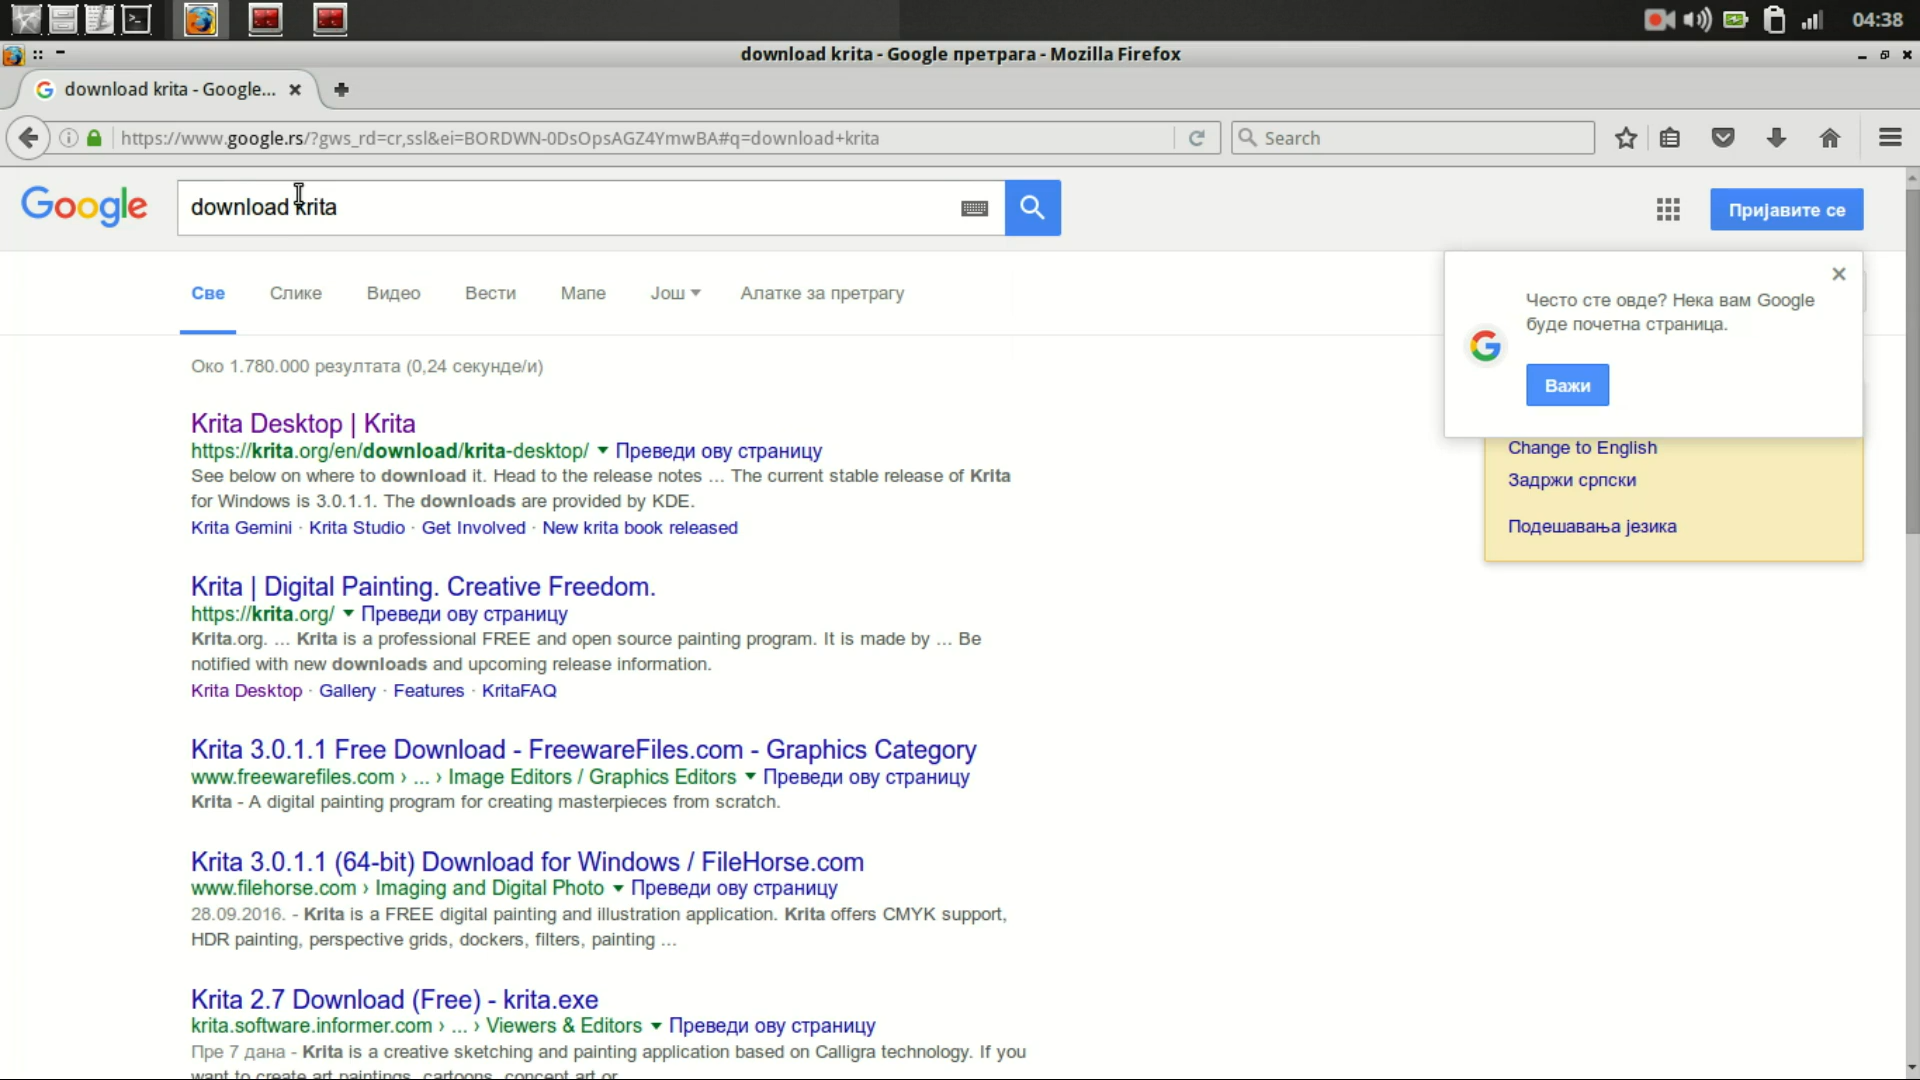 04:38
download krita - Google претрага - Mozilla Firefox
download krita - Google...
https://www.google.rs/?gws_rd=cr,ssl&ei=BORDWN-0DsOpsAGZ4YmwBA#q=download+krita
Search
Google
download krita
Пријавите се
Све Слике Видео Вести Мапе Још Алатке за претрагу
Често сте овде? Нека вам Google
буде почетна страница.
Важи
Change to English
Задржи српски
Подешавања језика
Око 1.780.000 резултата (0,24 секунде/и)
Krita Desktop | Krita
https://krita.org/en/download/krita-desktop/ Преведи ову страницу
See below on where to download it. Head to the release notes ... The current stable release of Krita
for Windows is 3.0.1.1. The downloads are provided by KDE.
Krita Gemini · Krita Studio · Get Involved · New krita book released
Krita | Digital Painting. Creative Freedom.
https://krita.org/ Преведи ову страницу
Krita.org. ... Krita is a professional FREE and open source painting program. It is made by ... Be
notified with new downloads and upcoming release information.
Krita Desktop · Gallery · Features · KritaFAQ
Krita 3.0.1.1 Free Download - FreewareFiles.com - Graphics Category
www.freewarefiles.com › ... › Image Editors / Graphics Editors Преведи ову страницу
Krita - A digital painting program for creating masterpieces from scratch.
Krita 3.0.1.1 (64-bit) Download for Windows / FileHorse.com
www.filehorse.com › Imaging and Digital Photo Преведи ову страницу
28.09.2016. - Krita is a FREE digital painting and illustration application. Krita offers CMYK support,
HDR painting, perspective grids, dockers, filters, painting ...
Krita 2.7 Download (Free) - krita.exe
krita.software.informer.com › ... › Viewers & Editors Преведи ову страницу
Пре 7 дана - Krita is a creative sketching and painting application based on Calligra technology. If you
want to create art paintings, cartoons, concept art or